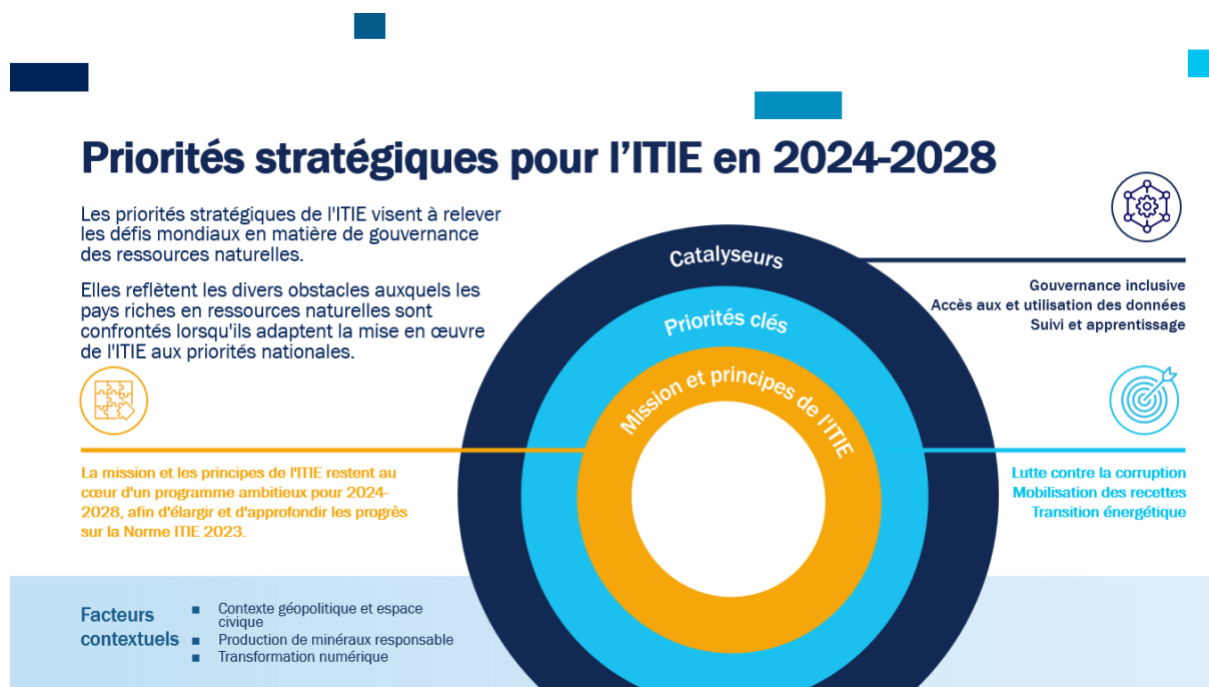 Priorités stratégiques pour l’ITIE en 2024-2028
Les priorités stratégiques de l'ITIE visent à relever
les défis mondiaux en matière de gouvernance
des ressources naturelles.
Elles reflètent les divers obstacles auxquels les
pays riches en ressources naturelles sont
confrontés lorsqu'ils adaptent la mise en œuvre
de l'ITIE aux priorités nationales.
Catalyseurs
Priorités clés
Mission et principes de l'ITIE
Gouvernance inclusive
Accès aux et utilisation des données
Suivi et apprentissage
La mission et les principes de l'ITIE restent au
cœur d'un programme ambitieux pour 2024-
2028, afin d'élargir et d'approfondir les progrès
sur la Norme ITIE 2023.
Lutte contre la corruption
Mobilisation des recettes
Transition énergétique
Facteurs
contextuels
Contexte géopolitique et espace
civique
Production de minéraux responsable
Transformation numérique